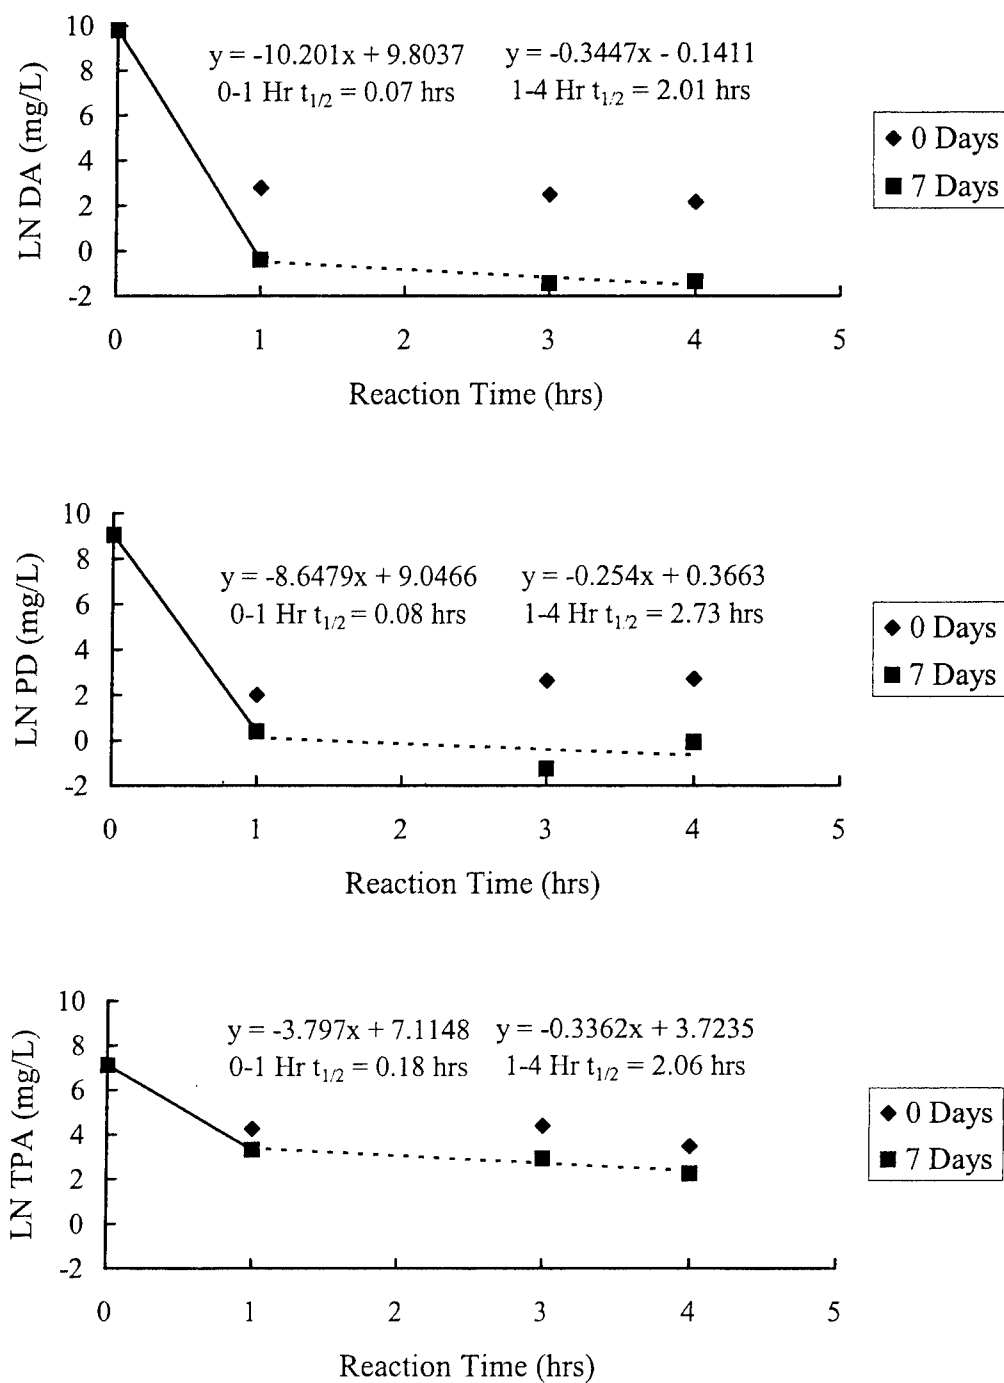 LN DA (mg/L)
10
8
6
4
2
0
-2
y = -10.201x + 9.8037 y = -0.3447x - 0.1411
0-1 Hr t1/2 = 0.07 hrs 1-4 Hr t1/2 = 2.01 hrs
0 Days
7 Days
0 1 2 3 4 5
Reaction Time (hrs)
LN PD (mg/L)
10
8
6
4
2
0
-2
y = -8.6479x + 9.0466 y = -0.254x + 0.3663
0-1 Hr t1/2 = 0.08 hrs 1-4 Hr t1/2 = 2.73 hrs
0 Days
7 Days
0 1 2 3 4 5
Reaction Time (hrs)
LN TPA (mg/L)
10
8
6
4
2
0
-2
y = -3.797x + 7.1148 y = -0.3362x + 3.7235
0-1 Hr t1/2 = 0.18 hrs 1-4 Hr t1/2 = 2.06 hrs
0 Days
7 Days
0 1 2 3 4 5
Reaction Time (hrs)